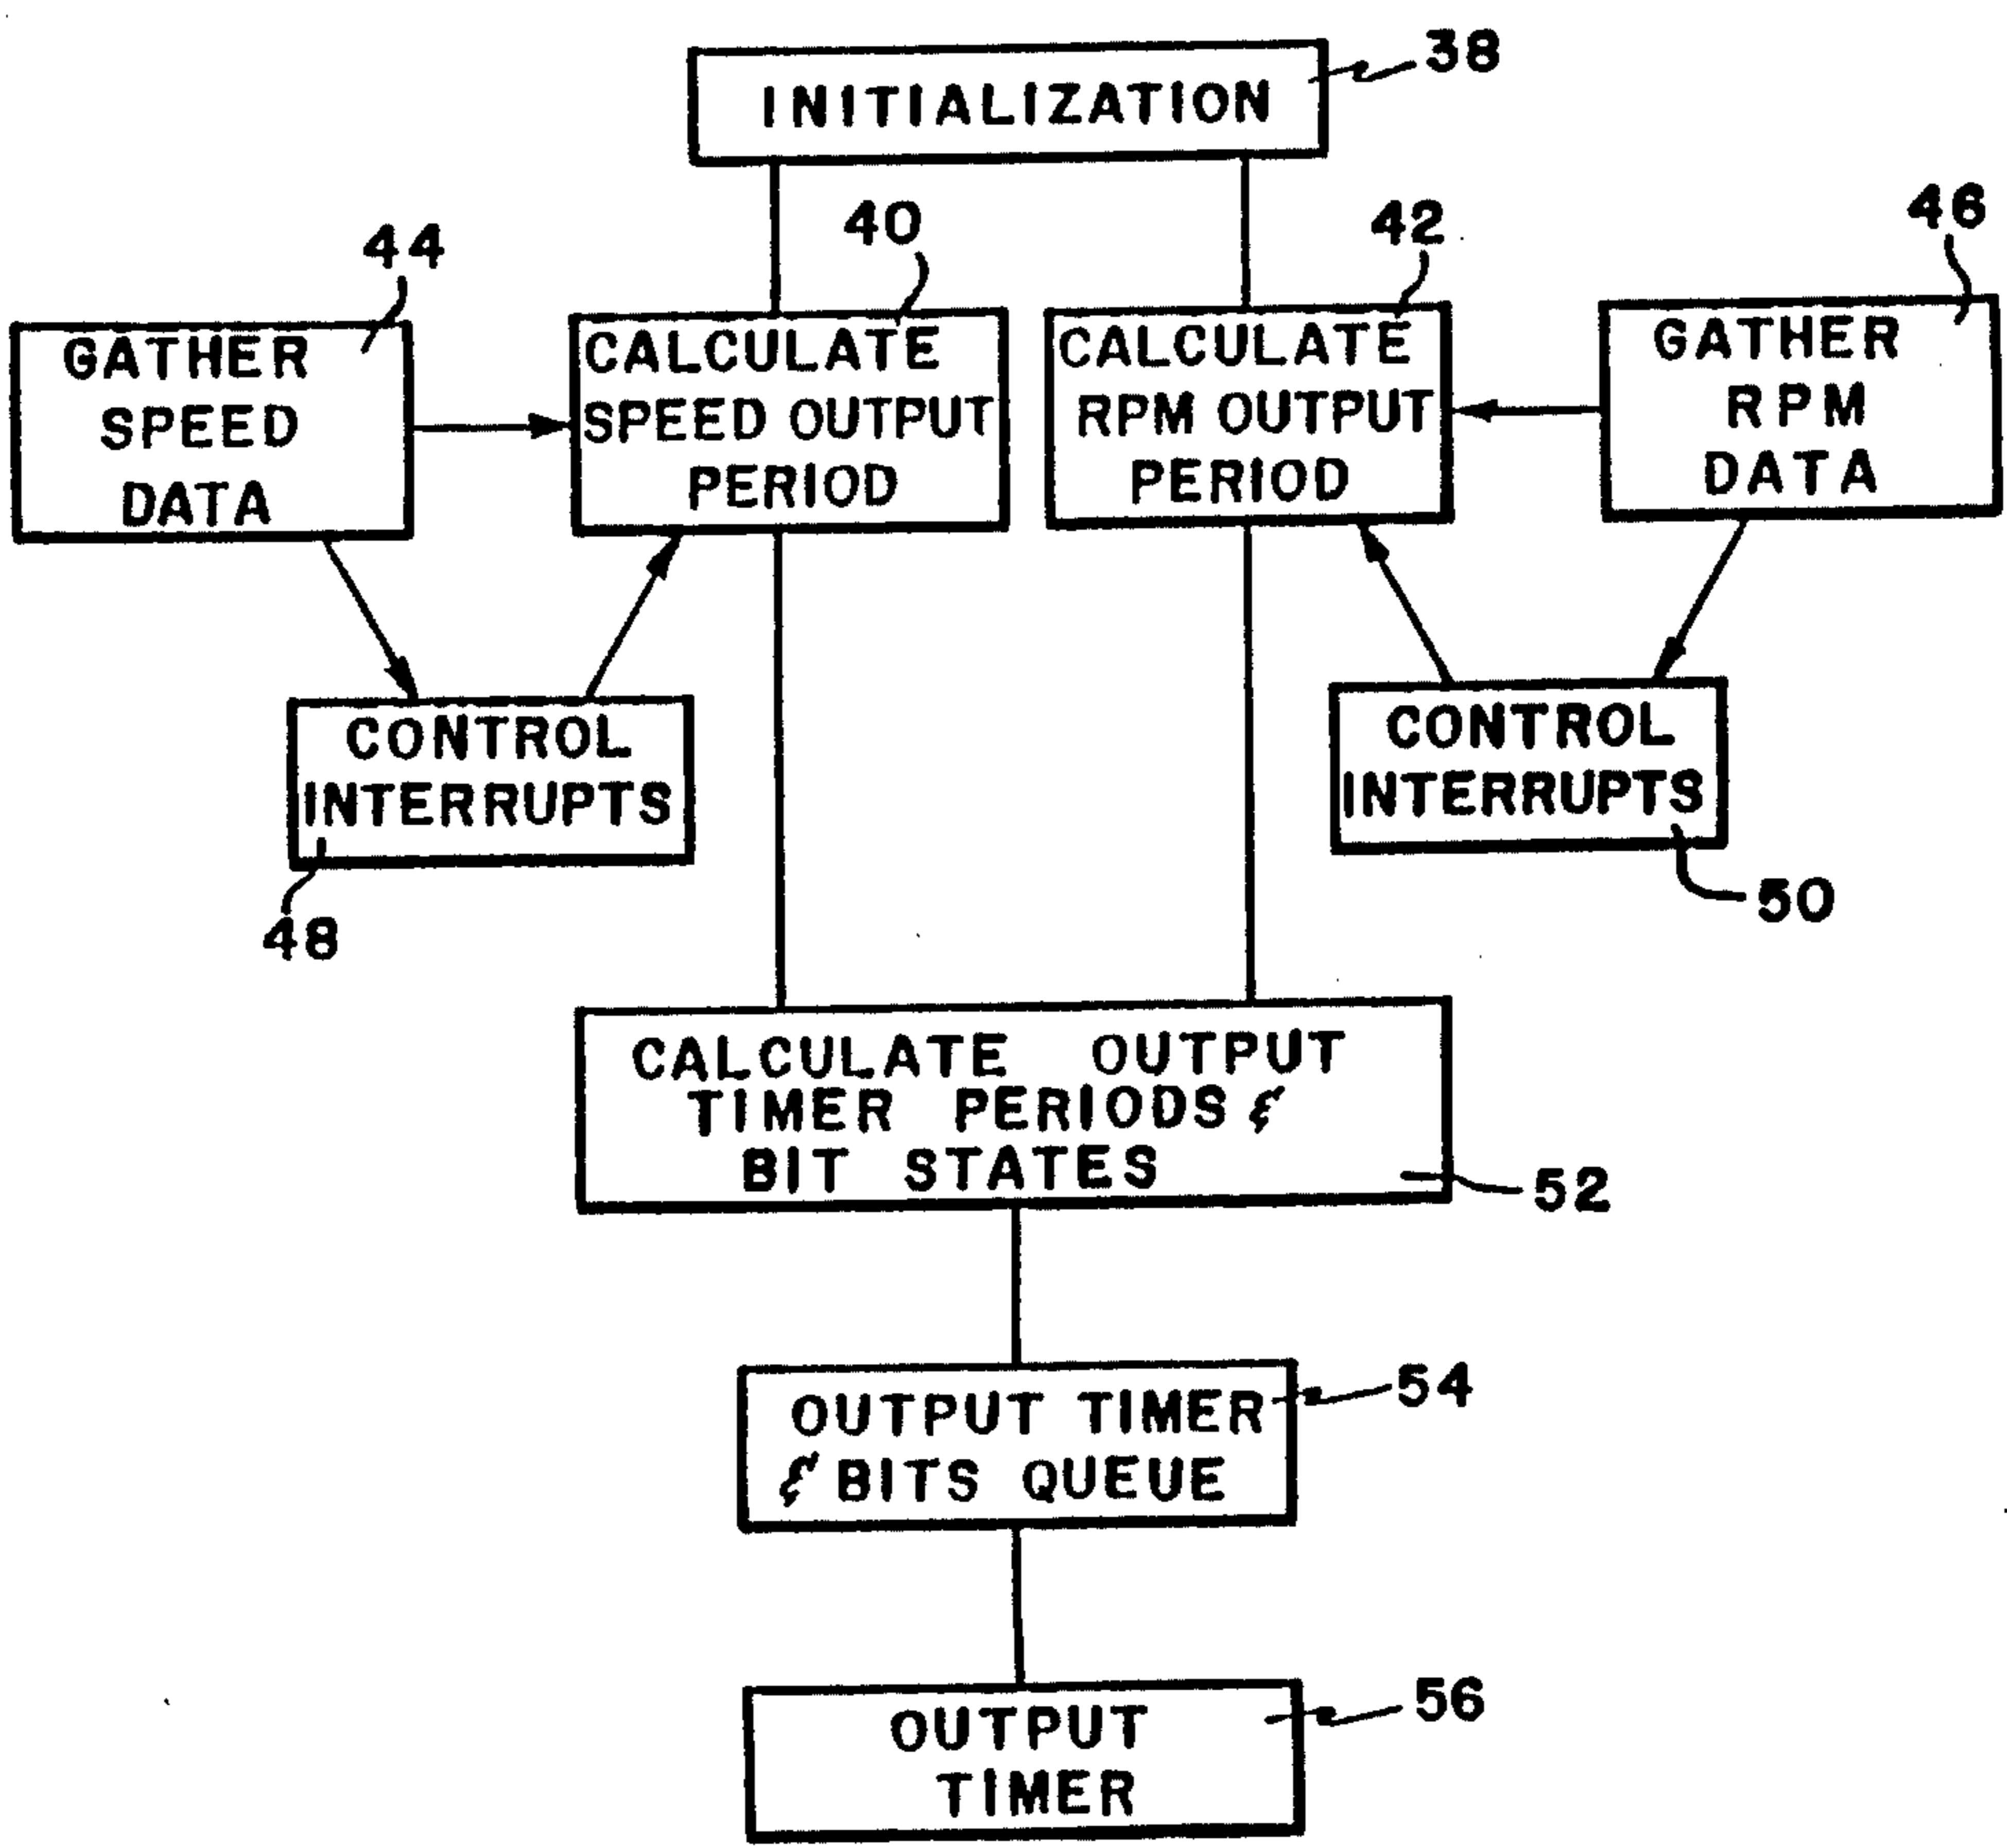 38
INITIALIZATION
44
40
42
46
GATHER
SPEED
DATA
CALCULATE
SPEED OUTPUT
PERIOD
CALCULATE
RPM OUTPUT
PERIOD
GATHER
RPM
DATA
CONTROL
INTERRUPTS
48
CONTROL
INTERRUPTS
50
CALCULATE OUTPUT
TIMER PERIODS &
BIT STATES
52
OUTPUT TIMER
& BITS QUEUE
54
OUTPUT
TIMER
56